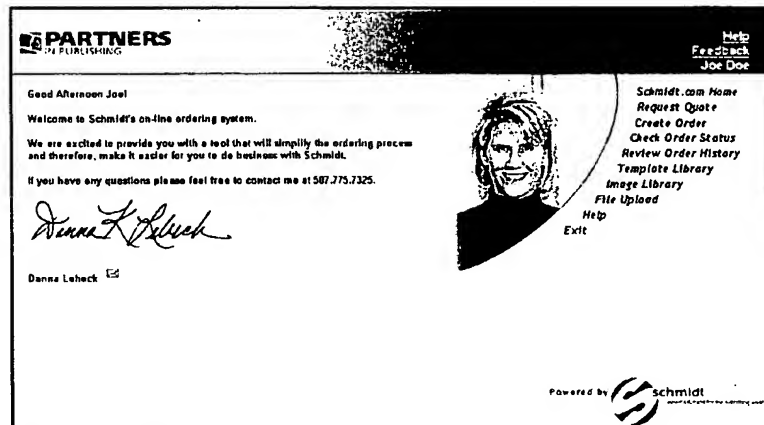 PARTNERS
IN PUBLISHING
Help
Feedback
Joe Doe
Good Afternoon Joe!
Welcome to Schmidt's on-line ordering system.
We are excited to provide you with a tool that will simplify the ordering process
and therefore, make it easier for you to do business with Schmidt.
If you have any questions please feel free to contact me at 507.775.7325.
Danna K Lebeck
Danna Lebeck
Schmidt.com Home
Request Quote
Create Order
Check Order Status
Review Order History
Template Library
Image Library
File Upload
Help
Exit
Powered by schmidt